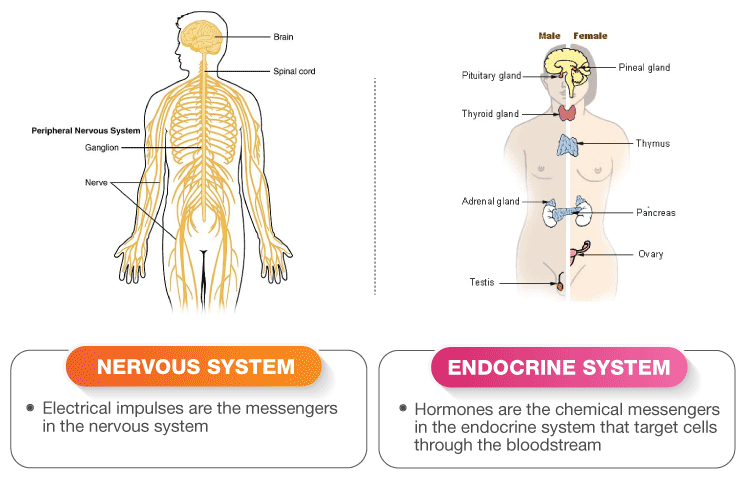 Brain
Spinal cord
Peripheral Nervous System
Ganglion
Nerve
Male Female
Pituitary gland
Pineal gland
Thyroid gland
Thymus
Adrenal gland
Pancreas
Ovary
Testis
NERVOUS SYSTEM
• Electrical impulses are the messengers
in the nervous system
ENDOCRINE SYSTEM
• Hormones are the chemical messengers
in the endocrine system that target cells
through the bloodstream